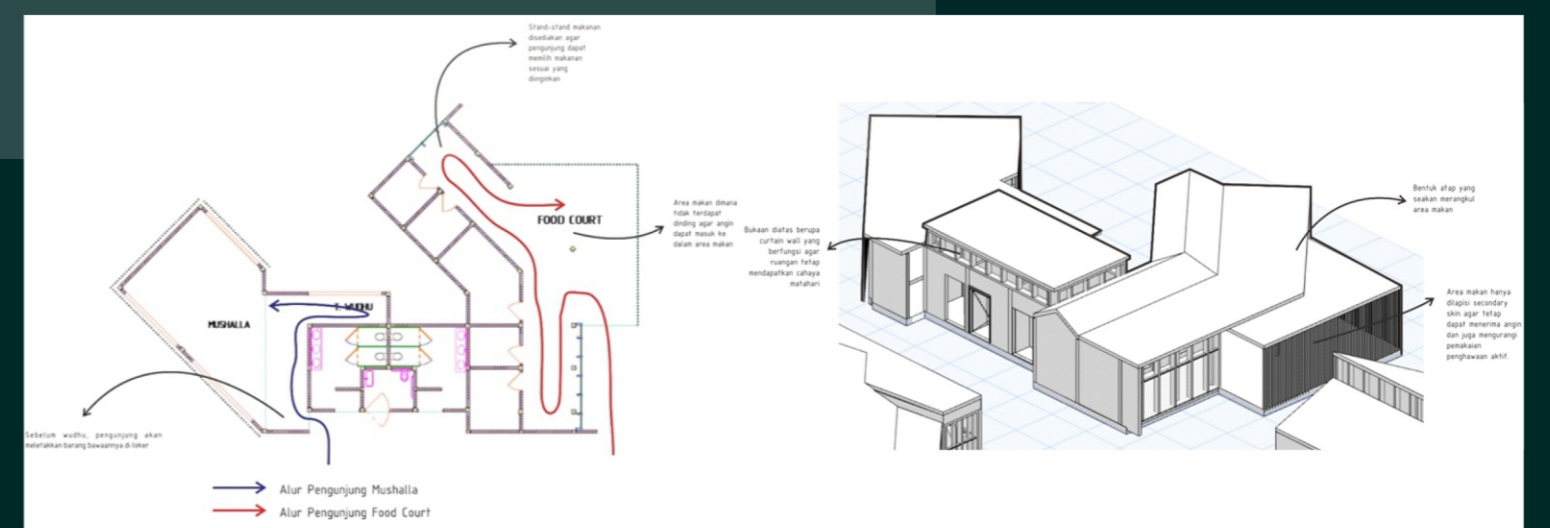 Stand-stand makanan
disediakan agar
pengunjung dapat
memilih makanan
sesuai yang
diinginkan
FOOD COURT
Area makan dimana
tidak terdapat
dinding agar angin
dapat masuk ke
dalam area makan
T. WUDHU
MUSHALLA
Sebelum wudhu, pengunjung akan
meletakkan barang bawaannya di loker
Alur Pengunjung Mushalla
Alur Pengunjung Food Court
Bukaan diatas berupa
curtain wall yang
berfungsi agar
ruangan tetap
mendapatkan cahaya
matahari
Bentuk atap yang
seakan merangkul
area makan
Area makan hanya
dilapisi secondary
skin agar tetap
dapat menerima angin
dan juga mengurangi
pemakaian
penghawaan aktif.